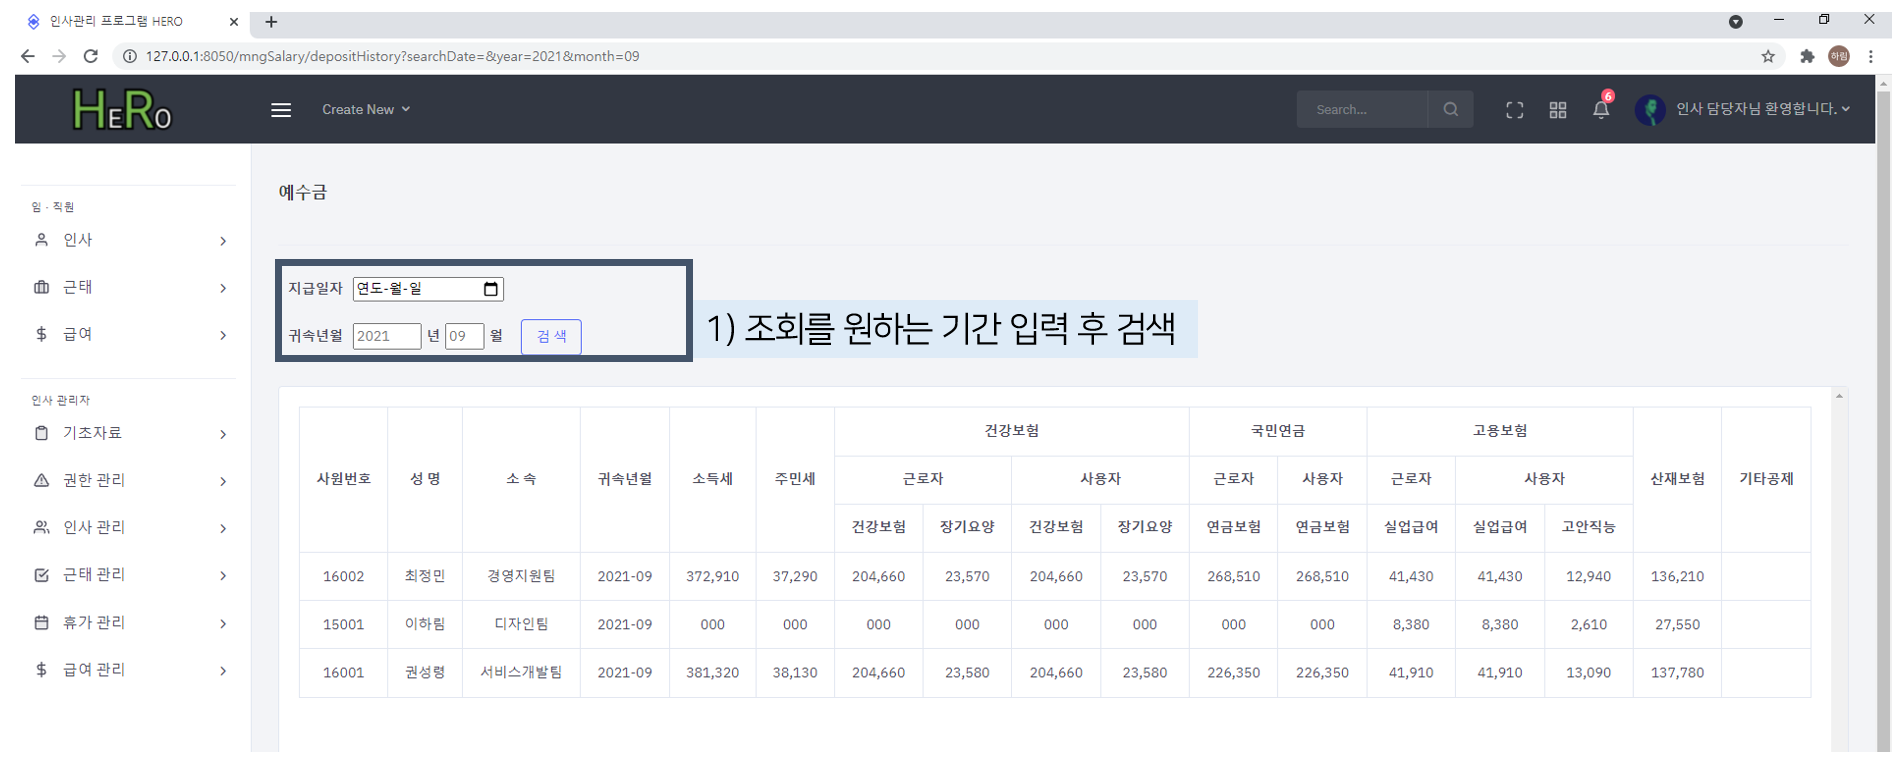 인사관리 프로그램 HERO
127.0.0.1:8050/mngSalary/depositHistory?searchDate=&year=2021&month=09
하림
HeRo
Create New
Search...
6
인사 담당자님 환영합니다.
임 · 직원
인사
근태
급여
인사 관리자
기초자료
권한 관리
인사 관리
근태 관리
휴가 관리
급여 관리
예수금
지급일자 연도-월-일
귀속년월 2021 년 09 월 검 색
1) 조회를 원하는 기간 입력 후 검색
건강보험 국민연금 고용보험
사원번호 성 명 소 속 귀속년월 소득세 주민세 근로자 사용자 근로자 사용자 근로자 사용자 산재보험 기타공제
건강보험 장기요양 건강보험 장기요양 연금보험 연금보험 실업급여 실업급여 고안직능
16002 최정민 경영지원팀 2021-09 372,910 37,290 204,660 23,570 204,660 23,570 268,510 268,510 41,430 41,430 12,940 136,210
15001 이하림 디자인팀 2021-09 000 000 000 000 000 000 000 000 8,380 8,380 2,610 27,550
16001 권성령 서비스개발팀 2021-09 381,320 38,130 204,660 23,580 204,660 23,580 226,350 226,350 41,910 41,910 13,090 137,780